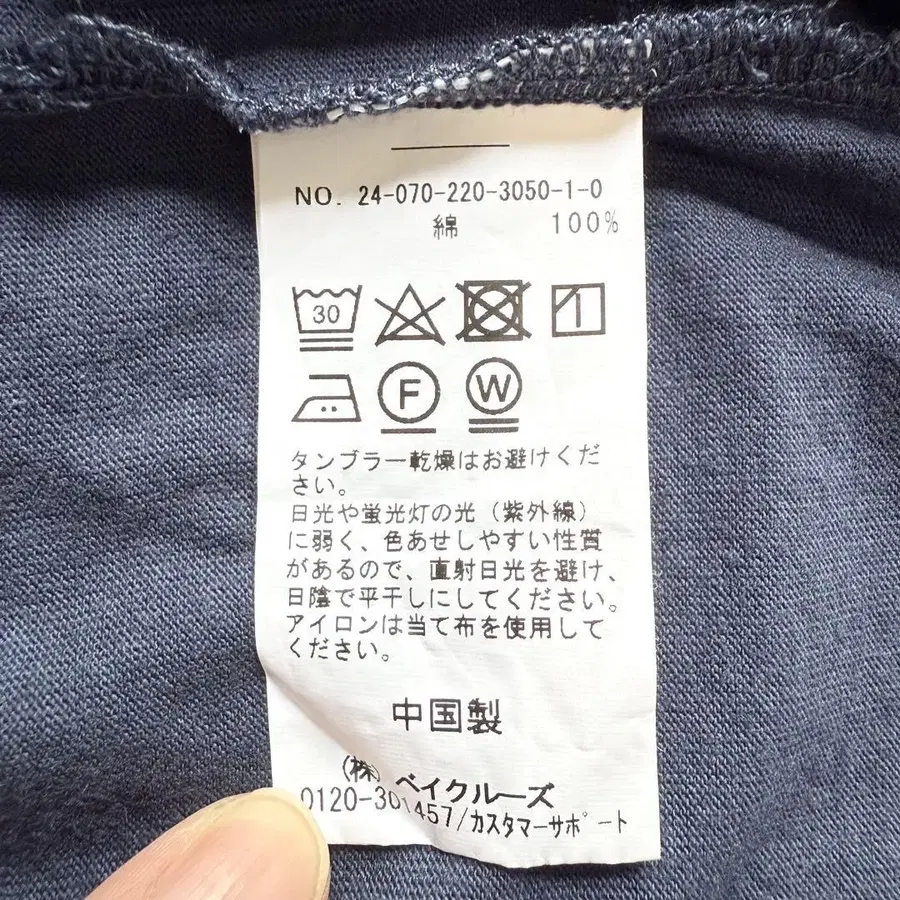 NO. 24-070-220-3050-1-0
綿 100%
30
F W
タンブラー乾燥はお避けくだ
さい。
日光や蛍光灯の光（紫外線）
に弱く、色あせしやすい性質
があるので、直射日光を避け、
日陰で平干しにしてください。
アイロンは当て布を使用して
ください。
中国製
(株) ベイクルーズ
0120-301457/カスタマーサポート